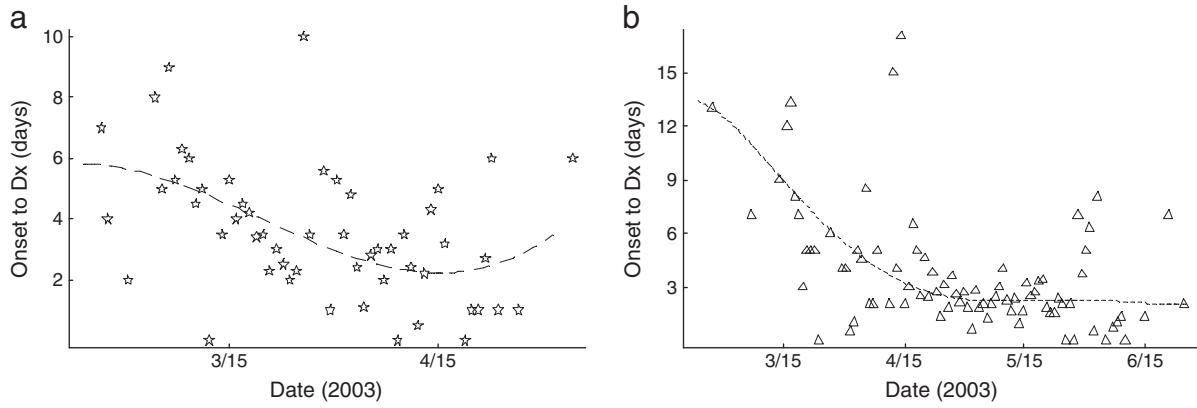 a
Onset to Dx (days)
10
8
6
4
2
3/15
4/15
Date (2003)
b
Onset to Dx (days)
15
12
9
6
3
3/15
4/15
5/15
6/15
Date (2003)